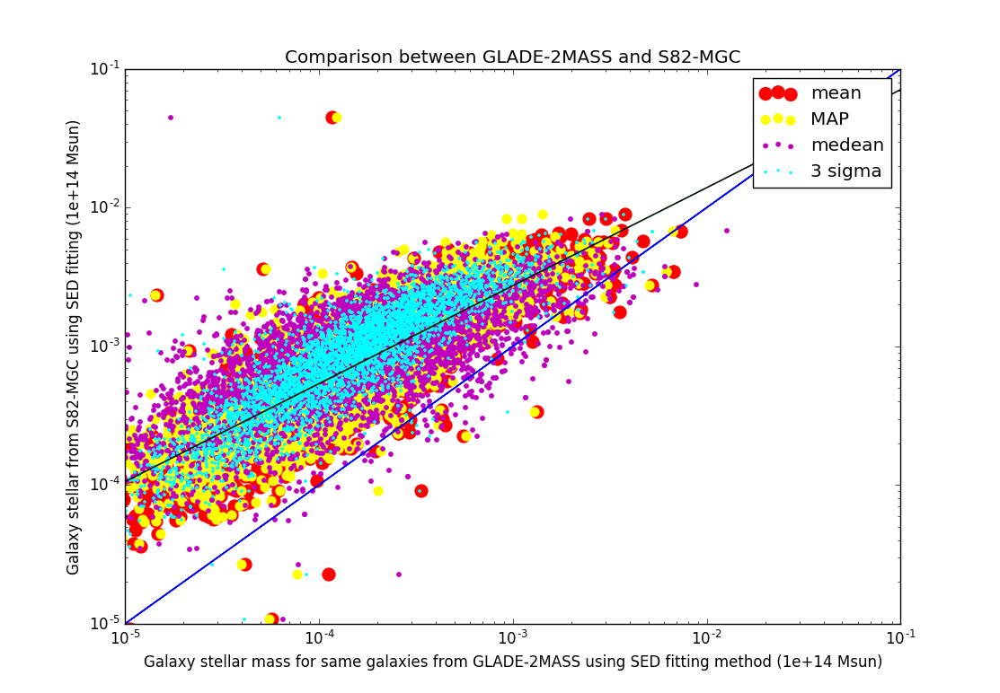 Comparison between GLADE-2MASS and S82-MGC
Galaxy stellar from S82-MGC using SED fitting (1e+14 Msun)
10^-1
10^-2
10^-3
10^-4
10^-5
mean
MAP
medean
3 sigma
10^-5 10^-4 10^-3 10^-2 10^-1
Galaxy stellar mass for same galaxies from GLADE-2MASS using SED fitting method (1e+14 Msun)